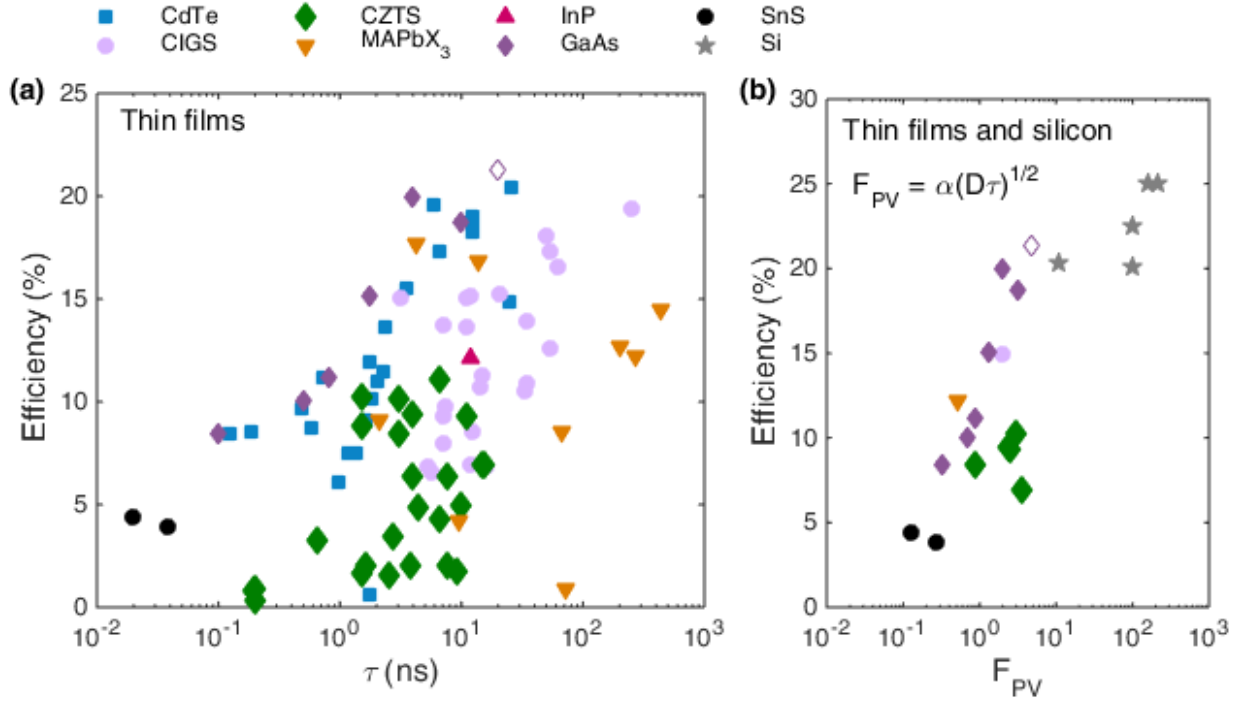 CdTe CZTS InP SnS
CIGS MAPbX₃ GaAs Si
(a) (b)
Thin films
25
20
15
10
5
0
Efficiency (%)
10⁻² 10⁻¹ 10⁰ 10¹ 10² 10³
τ (ns)
Thin films and silicon
F_PV = α(Dτ)^1/2
30
25
20
15
10
5
0
Efficiency (%)
10⁻² 10⁻¹ 10⁰ 10¹ 10² 10³
F_PV